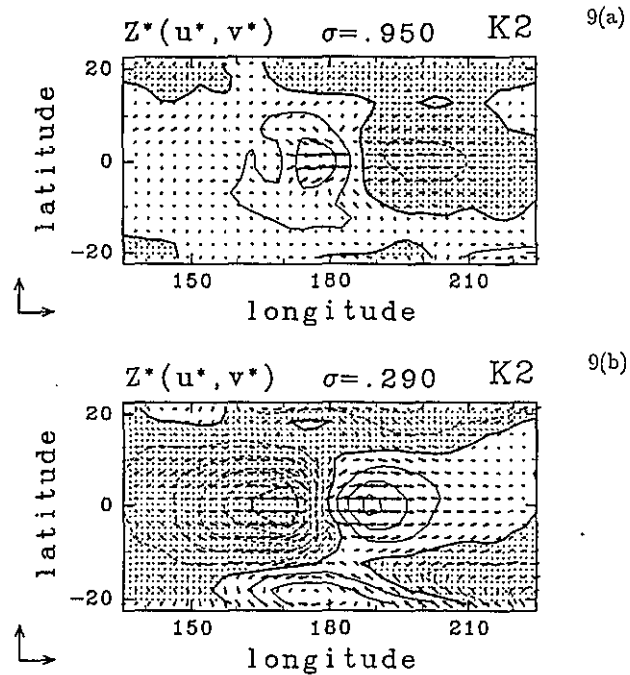 Z*(u*,v*) σ=.950 K2 9(a)
20
0
-20
latitude
150 180 210
longitude
Z*(u*,v*) σ=.290 K2 9(b)
20
0
-20
latitude
150 180 210
longitude